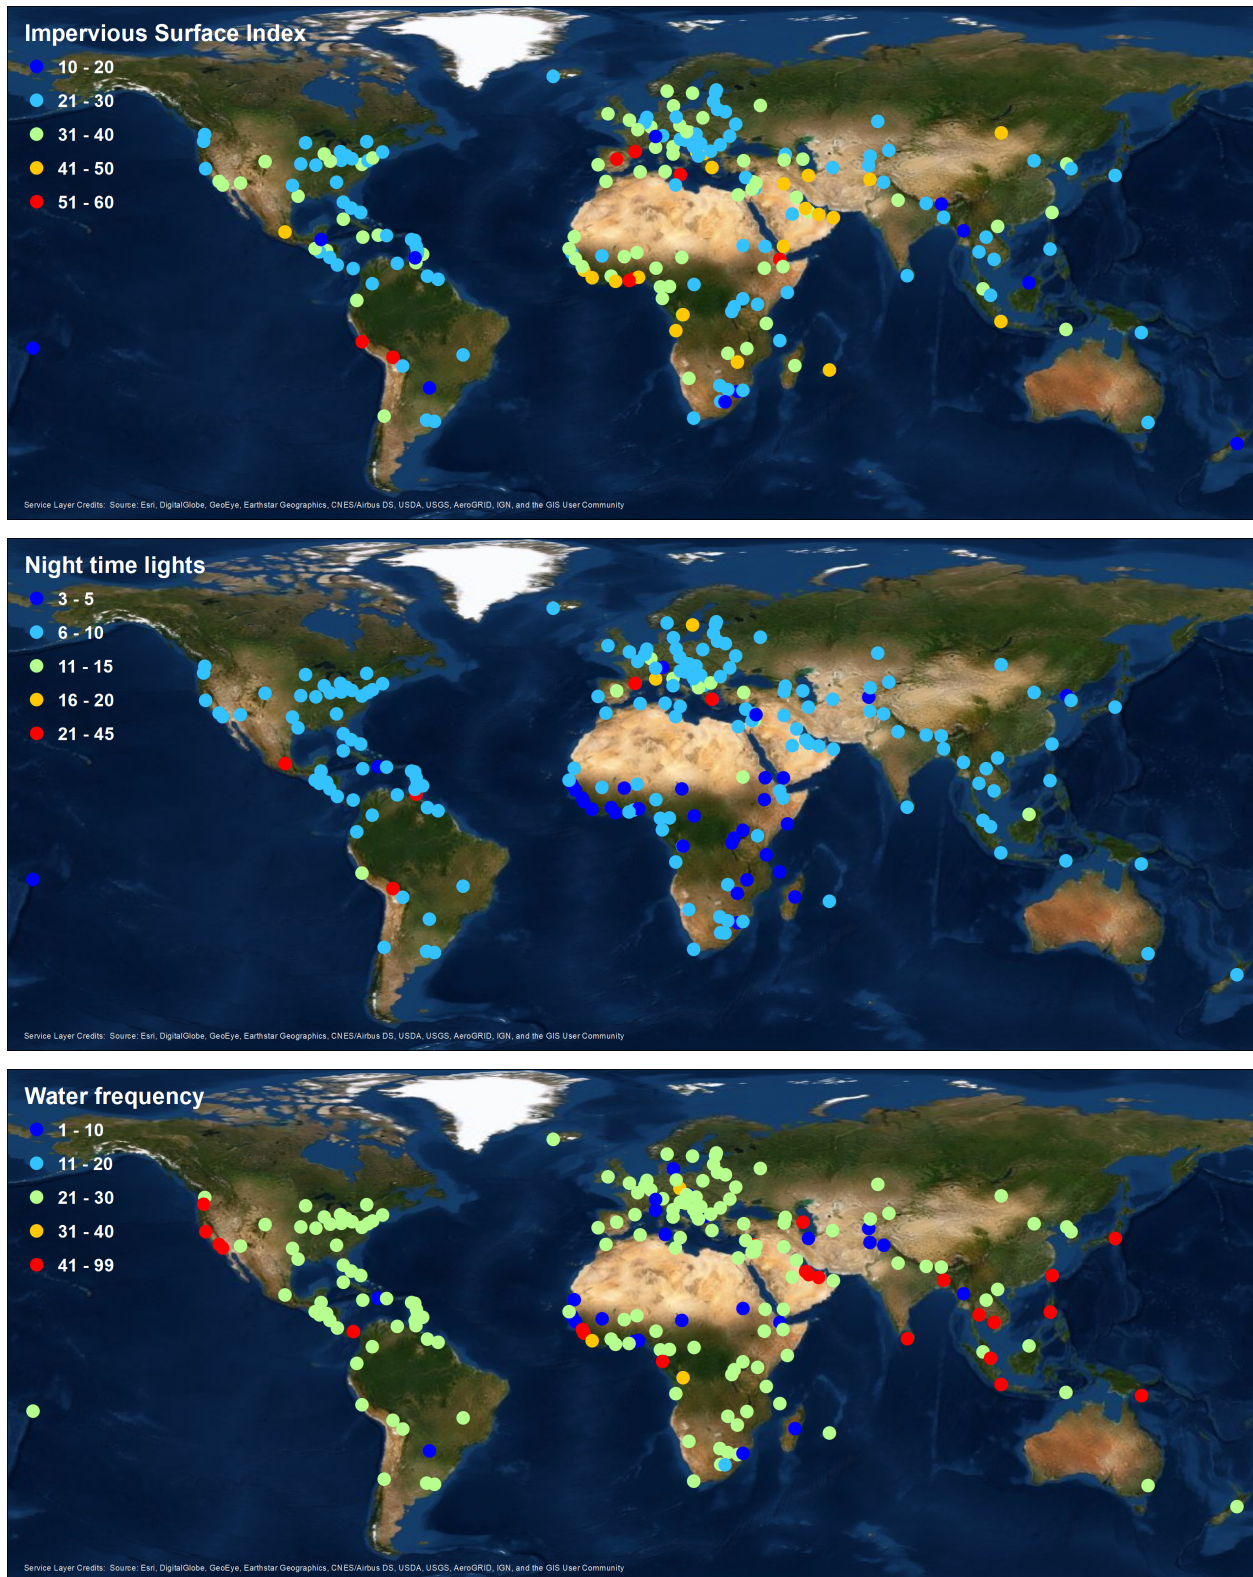 Impervious Surface Index
10 - 20
21 - 30
31 - 40
41 - 50
51 - 60
Service Layer Credits: Source: Esri, DigitalGlobe, GeoEye, Earthstar Geographics, CNES/Airbus DS, USDA, USGS, AeroGRID, IGN, and the GIS User Community
Night time lights
3 - 5
6 - 10
11 - 15
16 - 20
21 - 45
Service Layer Credits: Source: Esri, DigitalGlobe, GeoEye, Earthstar Geographics, CNES/Airbus DS, USDA, USGS, AeroGRID, IGN, and the GIS User Community
Water frequency
1 - 10
11 - 20
21 - 30
31 - 40
41 - 99
Service Layer Credits: Source: Esri, DigitalGlobe, GeoEye, Earthstar Geographics, CNES/Airbus DS, USDA, USGS, AeroGRID, IGN, and the GIS User Community